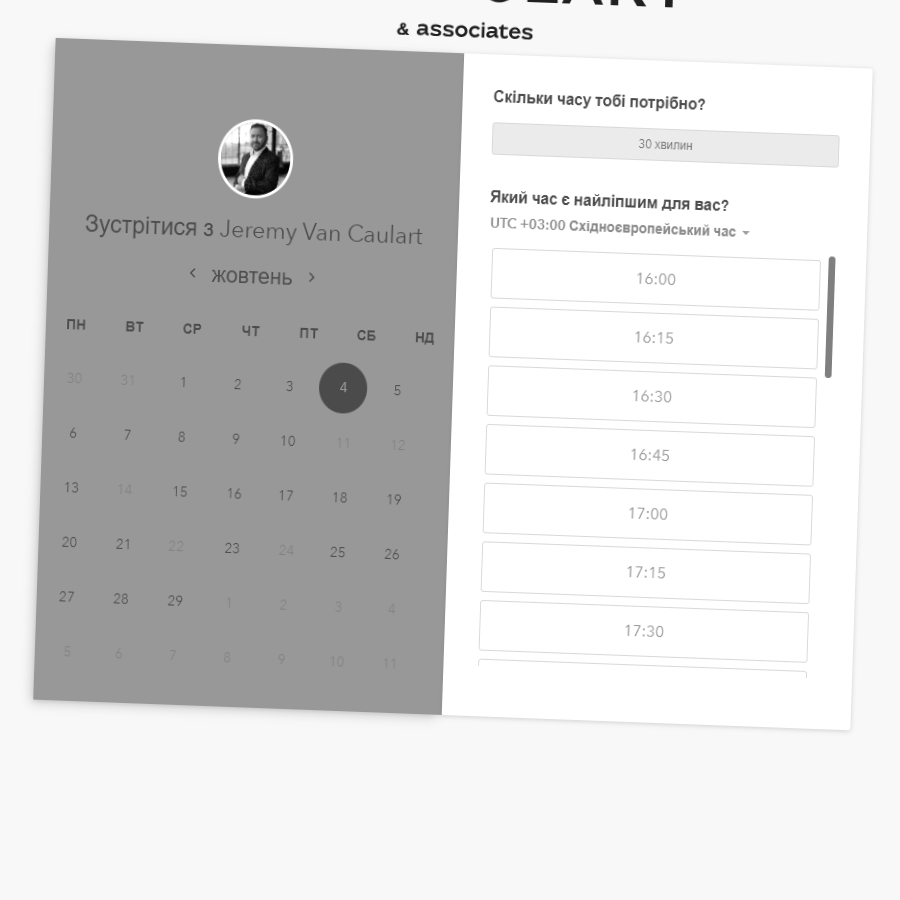 & associates
Зустрітися з Jeremy Van Caulart
жовтень
ПН ВТ СР ЧТ ПТ СБ НД
30 31 1 2 3 4 5
6 7 8 9 10 11 12
13 14 15 16 17 18 19
20 21 22 23 24 25 26
27 28 29 1 2 3 4
5 6 7 8 9 10 11
Скільки часу тобі потрібно?
30 хвилин
Який час є найліпшим для вас?
UTC +03:00 Східноєвропейський час
16:00
16:15
16:30
16:45
17:00
17:15
17:30